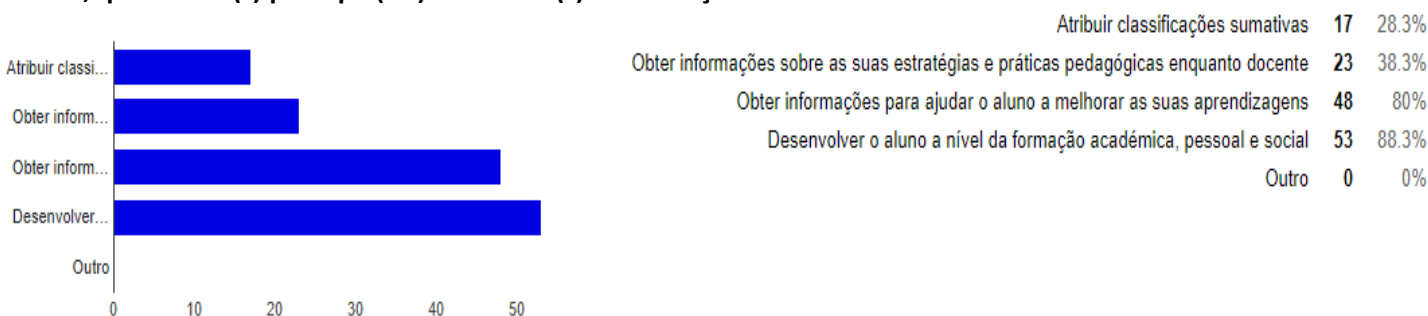 Atribuir classi...
Obter inform...
Obter inform...
Desenvolver...
Outro
0 10 20 30 40 50
Atribuir classificações sumativas 17 28.3%
Obter informações sobre as suas estratégias e práticas pedagógicas enquanto docente 23 38.3%
Obter informações para ajudar o aluno a melhorar as suas aprendizagens 48 80%
Desenvolver o aluno a nível da formação académica, pessoal e social 53 88.3%
Outro 0 0%